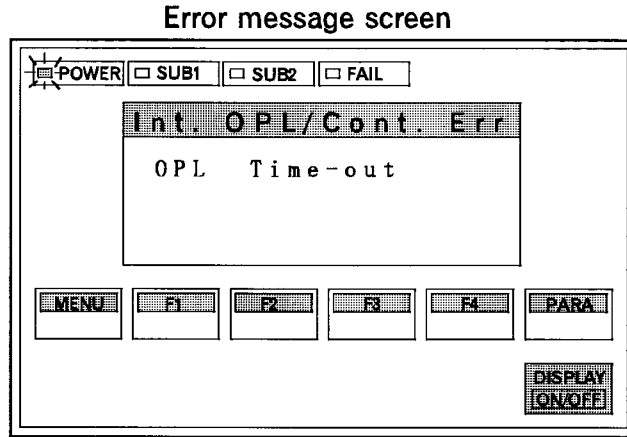 Error message screen
POWER SUB1 SUB2 FAIL
Int. OPL/Cont. Err
OPL Time-out
MENU F1 F2 F3 F4 PARA
DISPLAY
ON/OFF